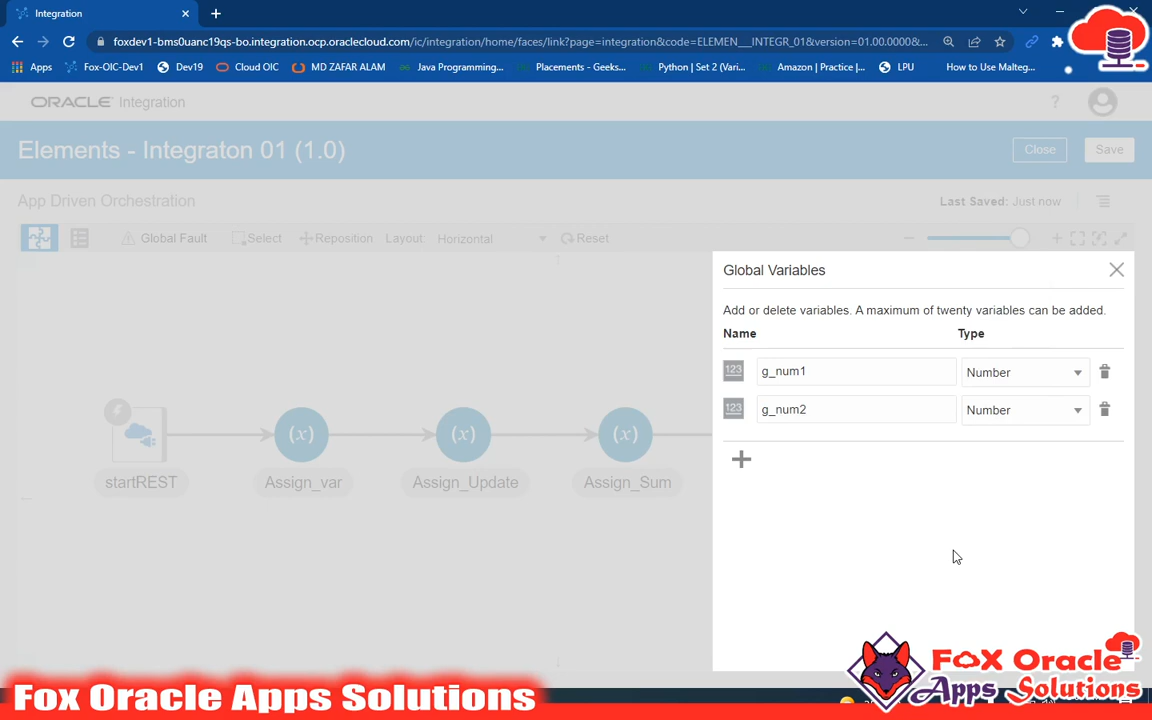 Integration
foxdev1-bms0uanc19qs-bo.integration.ocp.oraclecloud.com/ic/integration/home/faces/link?page=integration&code=ELEMEN__INTEGR_01&version=01.00.0000&...
Apps Fox-OIC-Dev1 Dev19 Cloud OIC MD ZAFAR ALAM Java Programming... Placements - Geeks... Python | Set 2 (Vari... Amazon | Practice |... LPU How to Use Malteg...
ORACLE Integration ?
Elements - Integraton 01 (1.0) Close Save
App Driven Orchestration Last Saved: Just now
Global Fault Select Reposition Layout Horizontal Reset
Global Variables
Add or delete variables. A maximum of twenty variables can be added.
Name Type
123 g_num1 Number
123 g_num2 Number
(x) (x) (x)
startREST Assign_var Assign_Update Assign_Sum
FOX Oracle
Apps Solutions
Fox Oracle Apps Solutions